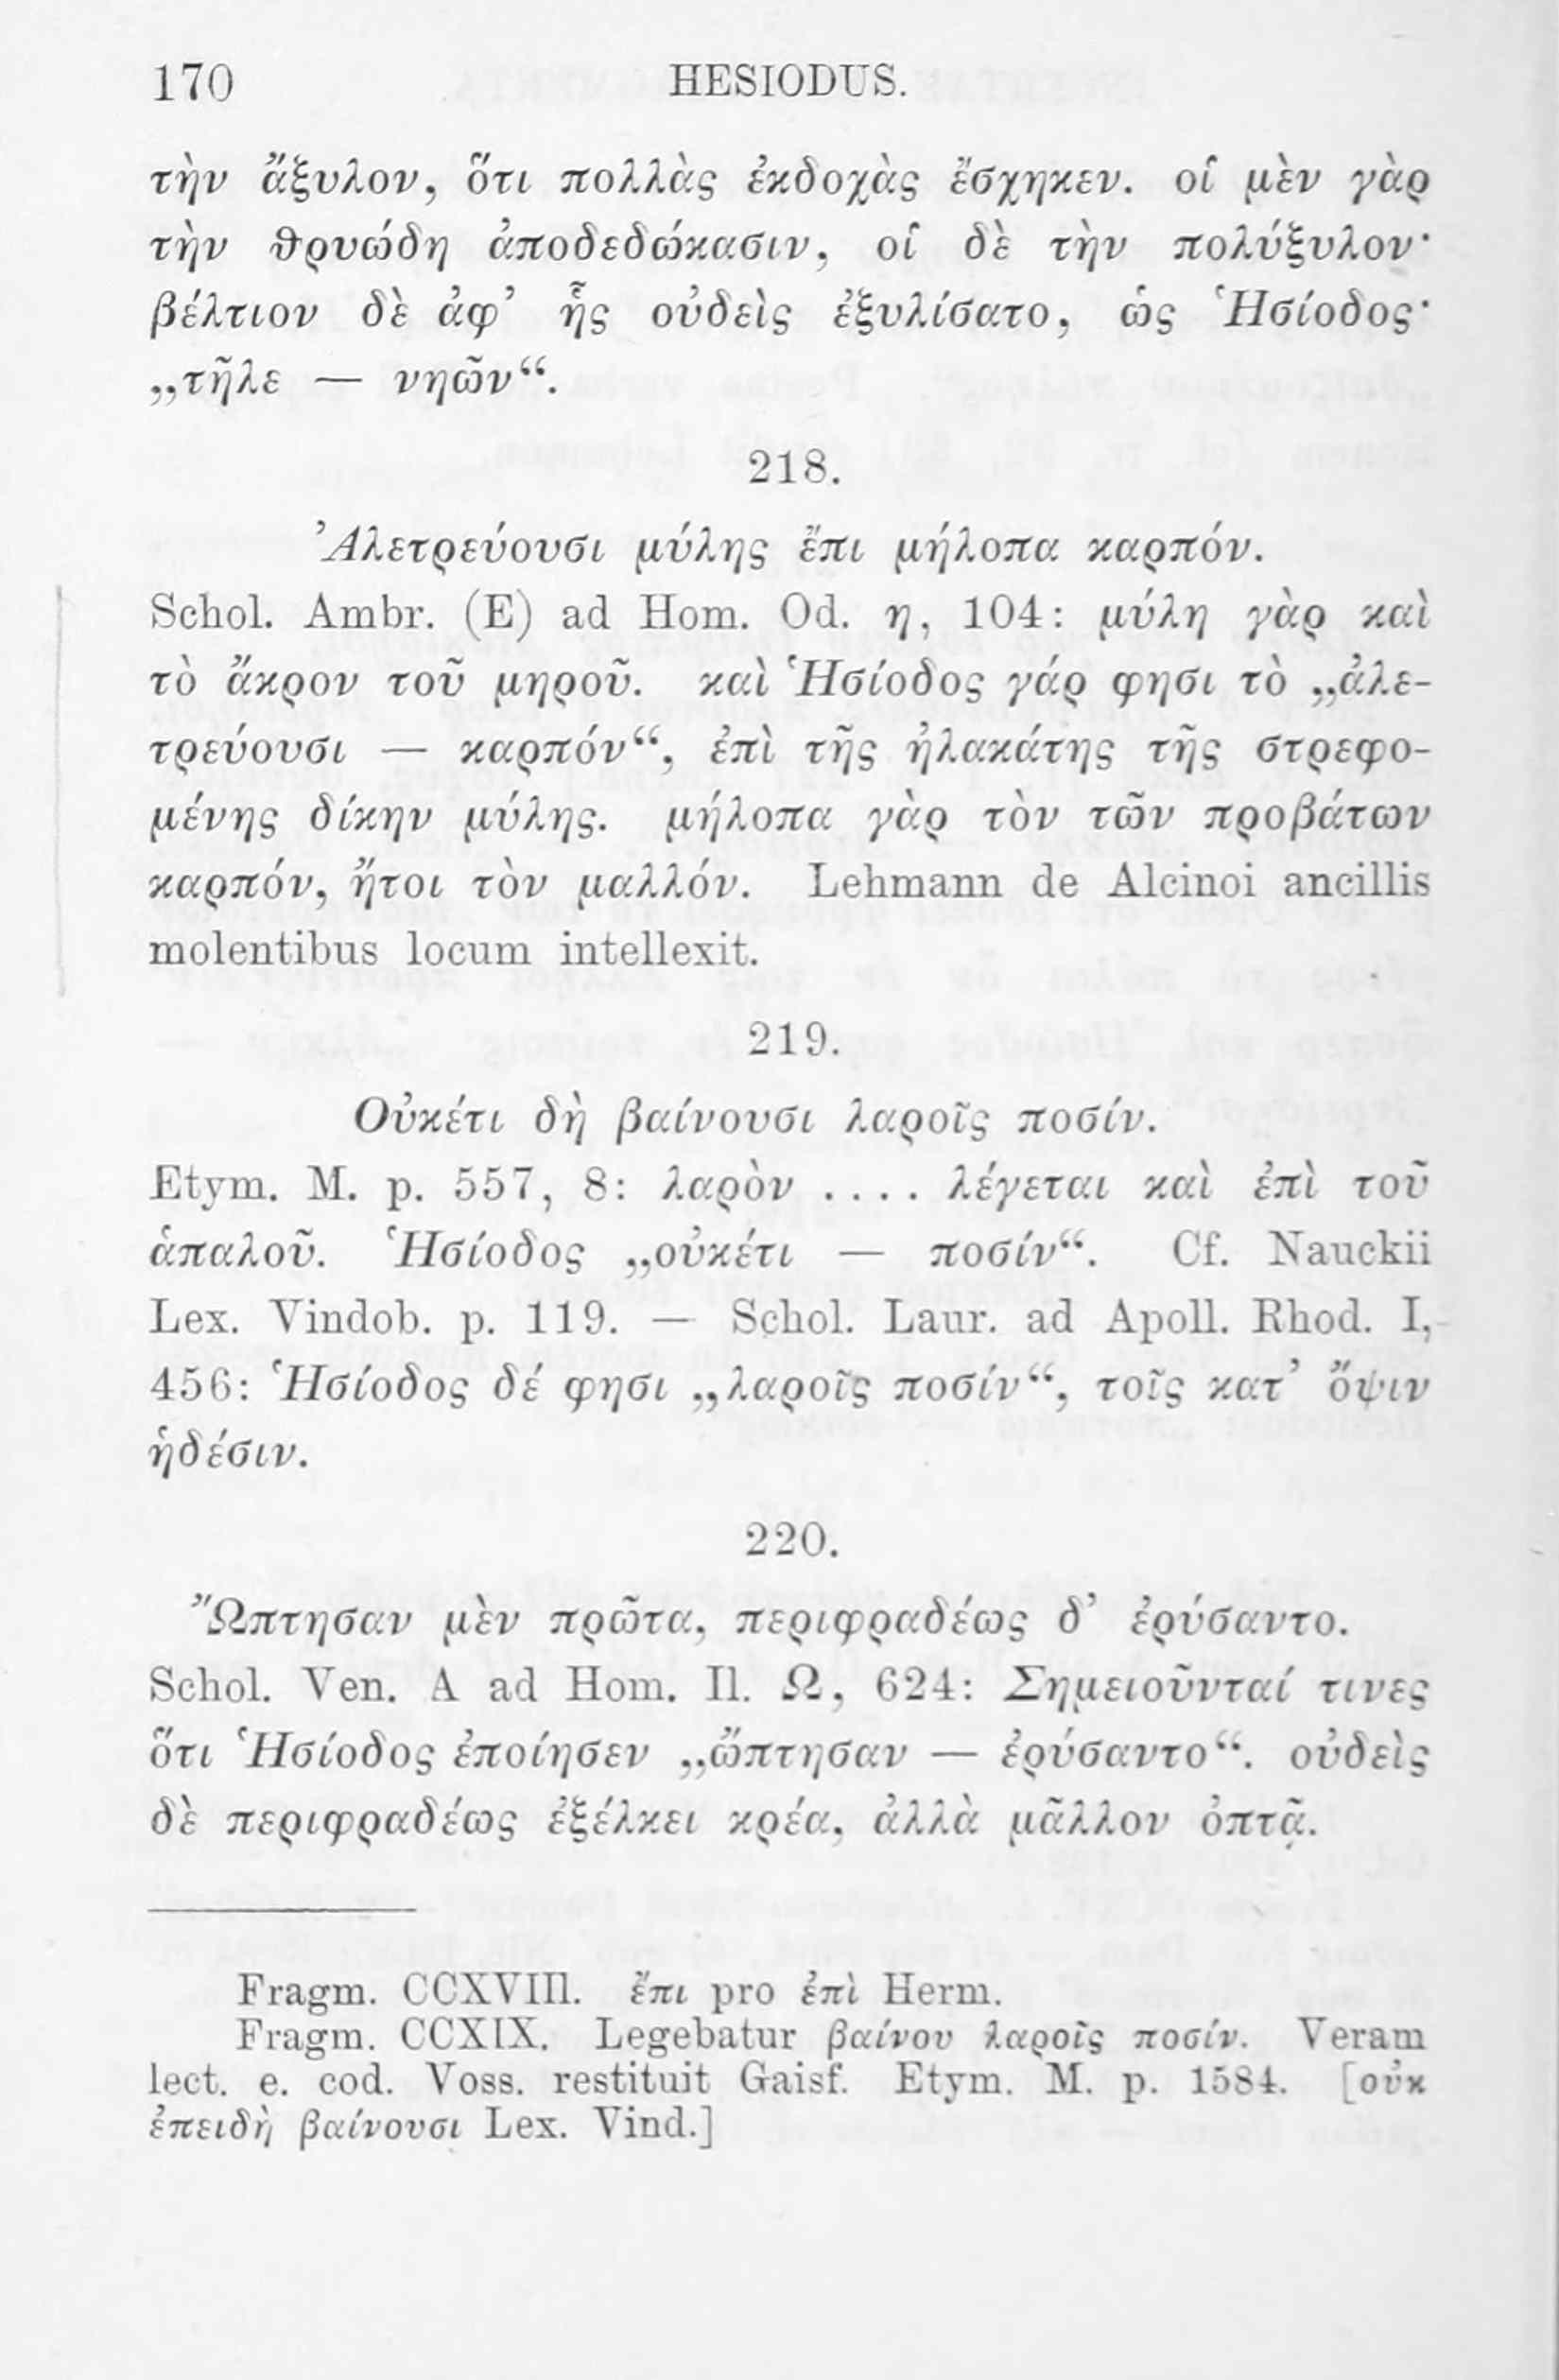 170 HESIODUS.
τὴν ἄξυλον, ὅτι πολλὰς ἐκδοχὰς ἔσχηκεν. οἱ μὲν γὰρ
τὴν ϑρυώδη ἀποδεδώκασιν, οἱ δὲ τὴν πολύξυλον·
βέλτιον δὲ ἀφ’ ἧς οὐδεὶς ἐξυλίσατο, ὡς Ἡσίοδος·
„τῆλε — νηῶν“.
218.
Ἀλετρεύουσι μύλης ἔπι μήλοπα καρπόν.
Schol. Ambr. (E) ad Hom. Od. η, 104: μύλη γὰρ καὶ
τὸ ἄκρον τοῦ μηροῦ. καὶ Ἡσίοδος γάρ φησι τὸ „ἀλε-
τρεύουσι — καρπόν“, ἐπὶ τῆς ἠλακάτης τῆς στρεφο-
μένης δίκην μύλης. μήλοπα γὰρ τὸν τῶν προβάτων
καρπόν, ἤτοι τὸν μαλλόν. Lehmann de Alcinoi ancillis
molentibus locum intellexit.
219.
Οὐκέτι δὴ βαίνουσι λαροῖς ποσίν.
Etym. M. p. 557, 8: λαρὸν .... λέγεται καὶ ἐπὶ τοῦ
ἁπαλοῦ. Ἡσίοδος „οὐκέτι — ποσίν“. Cf. Nauckii
Lex. Vindob. p. 119. — Schol. Laur. ad Apoll. Rhod. I,
456: Ἡσίοδος δέ φησι „λαροῖς ποσίν“, τοῖς κατ’ ὄψιν
ἡδέσιν.
220.
Ὤπτησαν μὲν πρῶτα, περιφραδέως δ’ ἐρύσαντο.
Schol. Ven. A ad Hom. Il. Ω, 624: Σημειοῦνταί τινες
ὅτι Ἡσίοδος ἐποίησεν „ὤπτησαν — ἐρύσαντο“. οὐδεὶς
δὲ περιφραδέως ἐξέλκει κρέα, ἀλλὰ μᾶλλον ὀπτᾷ.
Fragm. CCXVIII. ἔπι pro ἐπὶ Herm.
Fragm. CCXIX. Legebatur βαίνου λαροῖς ποσίν. Veram
lect. e. cod. Voss. restituit Gaisf. Etym. M. p. 1584. [οὐκ
ἐπειδὴ βαίνουσι Lex. Vind.]